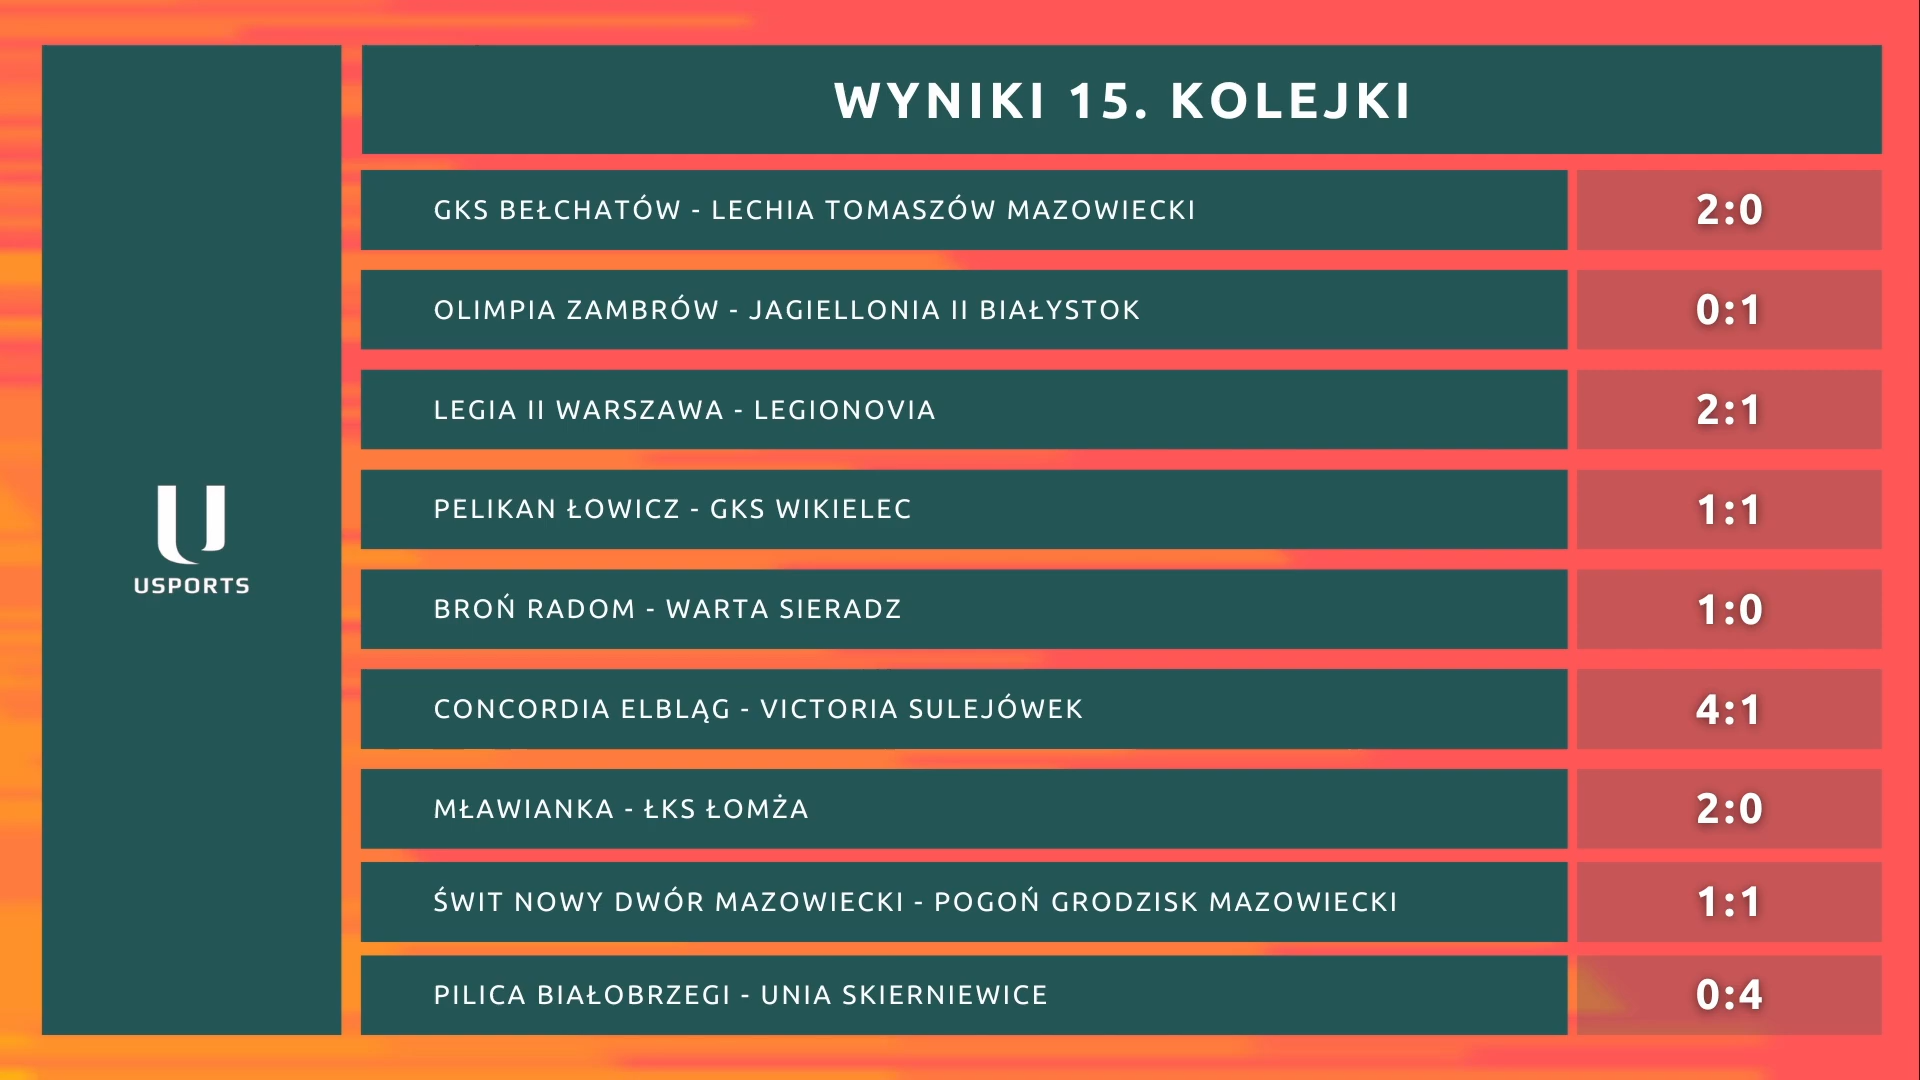 WYNIKI 15. KOLEJKI
GKS BEŁCHATÓW - LECHIA TOMASZÓW MAZOWIECKI 2:0
OLIMPIA ZAMBRÓW - JAGIELLONIA II BIAŁYSTOK 0:1
LEGIA II WARSZAWA - LEGIONOVIA 2:1
PELIKAN ŁOWICZ - GKS WIKIELEC 1:1
BROŃ RADOM - WARTA SIERADZ 1:0
CONCORDIA ELBLĄG - VICTORIA SULEJÓWEK 4:1
MŁAWIANKA - ŁKS ŁOMŻA 2:0
ŚWIT NOWY DWÓR MAZOWIECKI - POGOŃ GRODZISK MAZOWIECKI 1:1
PILICA BIAŁOBRZEGI - UNIA SKIERNIEWICE 0:4
U
USPORTS